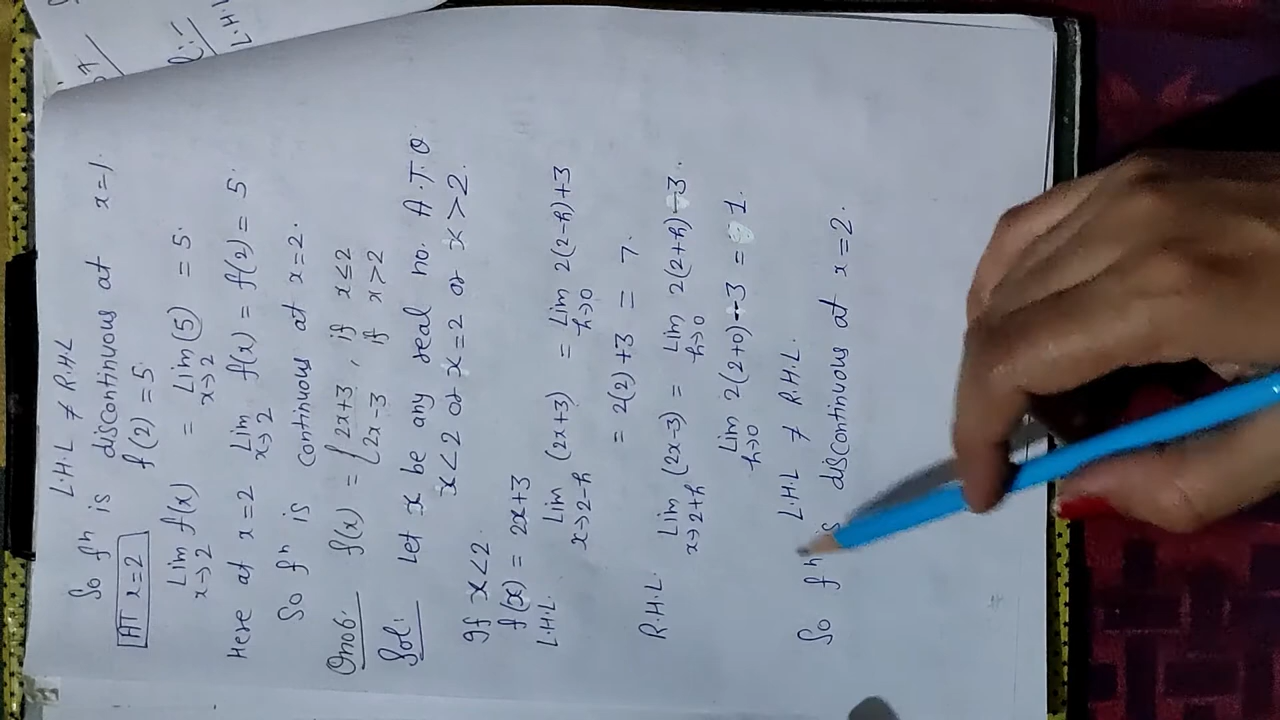 L.H.L ≠ R.H.L
So fⁿ is discontinuous at x=1.
AT x=2 f(2)=5
Lim x→2 f(x) = Lim x→2 (5) = 5.
Here at x=2 Lim x→2 f(x) = f(2) = 5.
So fⁿ is continuous at x=2.
Qno6:- f(x) = {2x+3, if x≤2
2x-3 if x>2
Sol: Let x be any real no. A.T.Q
x<2 or x=2 or x>2.
If x<2.
f(x) = 2x+3
L.H.L. Lim x→2-h (2x+3) = Lim h→0 2(2-h)+3
= 2(2)+3 = 7.
R.H.L. Lim x→2+h (2x-3) = Lim h→0 2(2+h)-3.
Lim h→0 2(2+0)-3 = 1.
L.H.L ≠ R.H.L.
So fⁿ discontinuous at x=2.
L.H.L